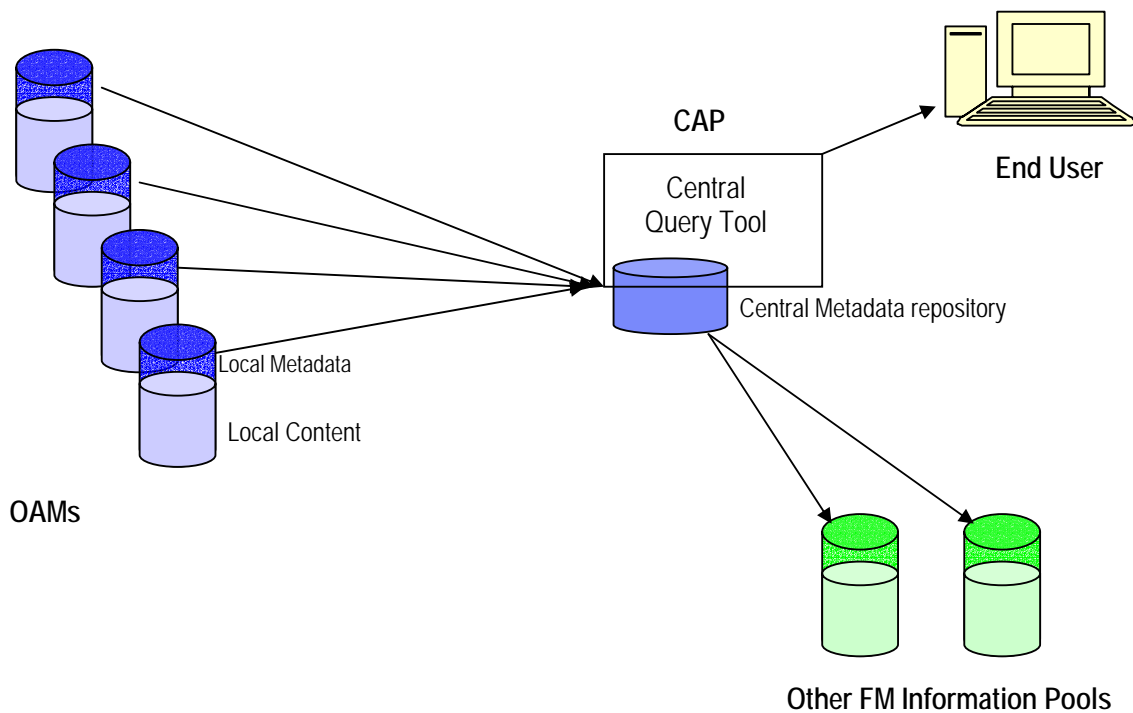 CAP
End User
Central
Query Tool
Central Metadata repository
Local Metadata
Local Content
OAMs
Other FM Information Pools